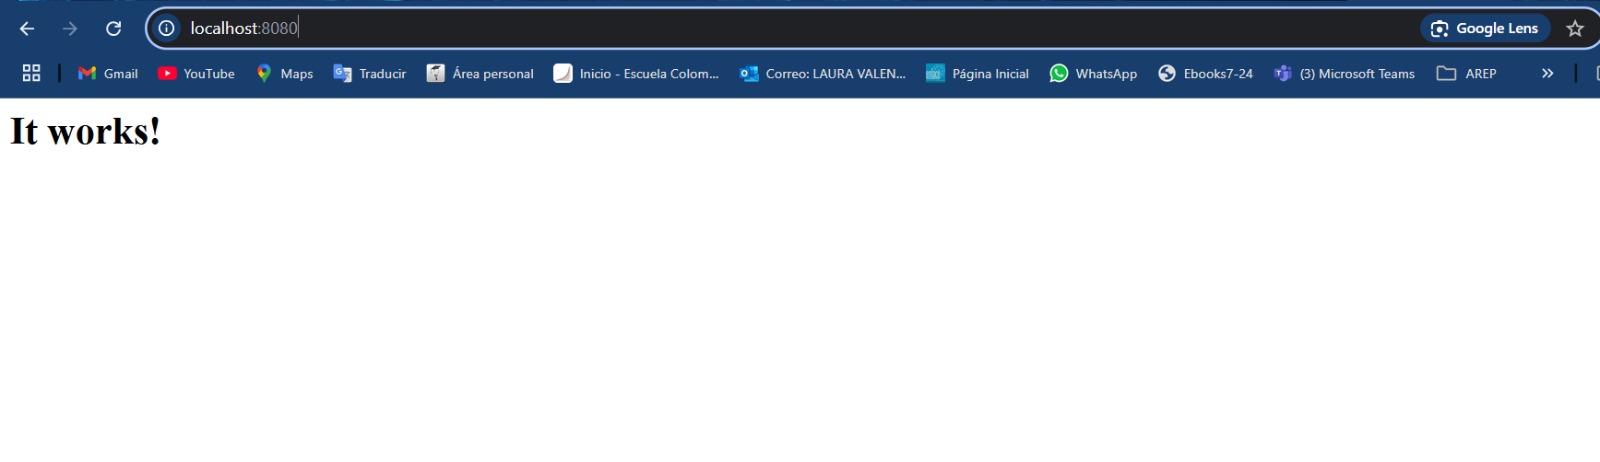 localhost:8080
Google Lens
Gmail YouTube Maps Traducir Área personal Inicio - Escuela Colom... Correo: LAURA VALEN... Página Inicial WhatsApp Ebooks7-24 (3) Microsoft Teams AREP
It works!